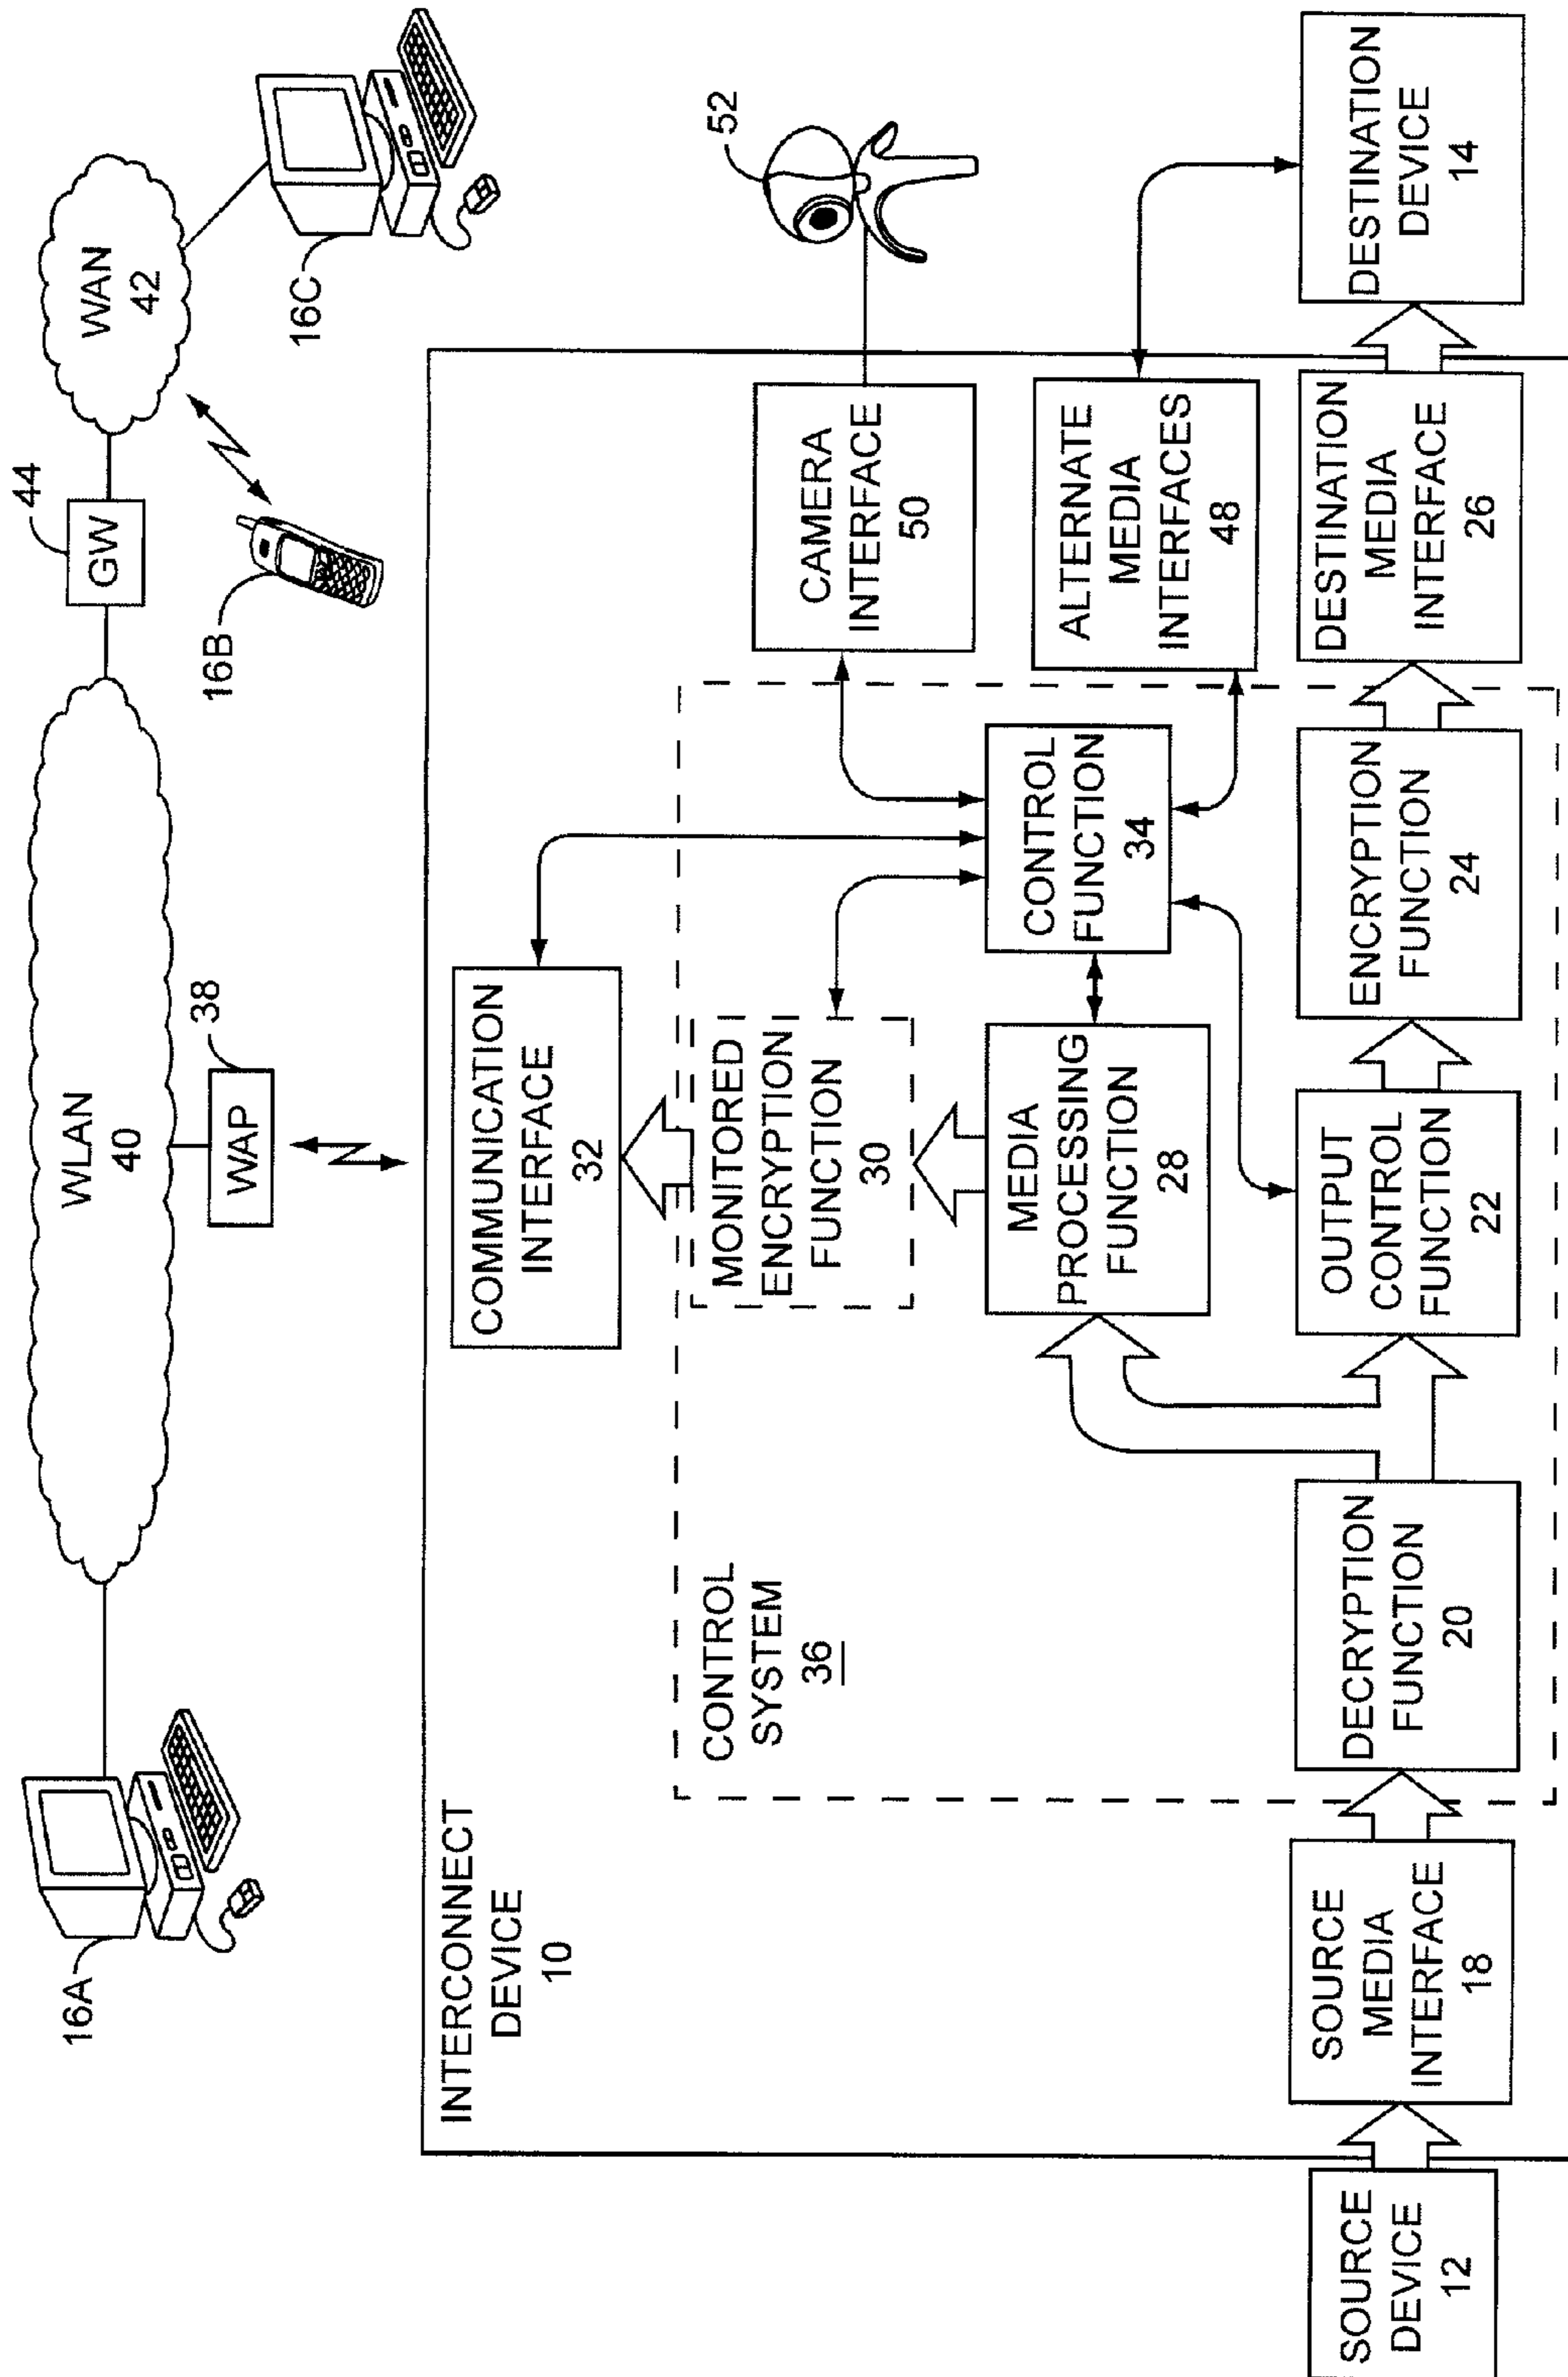 16A
WLAN
40
44
GW
WAN
42
16C
16B
WAP
38
INTERCONNECT
DEVICE
10
COMMUNICATION
INTERFACE
32
CAMERA
INTERFACE
50
52
CONTROL
SYSTEM
36
MONITORED
ENCRYPTION
FUNCTION
30
MEDIA
PROCESSING
FUNCTION
28
CONTROL
FUNCTION
34
ALTERNATE
MEDIA
INTERFACES
48
SOURCE
DEVICE
12
SOURCE
MEDIA
INTERFACE
18
DECRYPTION
FUNCTION
20
OUTPUT
CONTROL
FUNCTION
22
ENCRYPTION
FUNCTION
24
DESTINATION
MEDIA
INTERFACE
26
DESTINATION
DEVICE
14